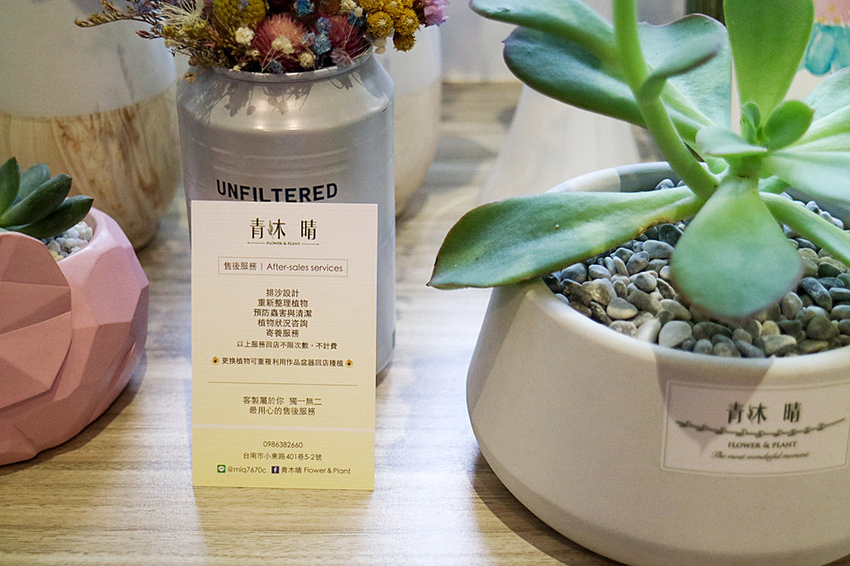 UNFILTERED
青沐 晴
FLOWER & PLANT
售後服務 | After-sales services
排沙設計
重新整理植物
預防蟲害與清潔
植物狀況咨詢
寄養服務
以上服務回店不限次數，不計費
更換植物可重複利用作品盆器回店種植
客製屬於你 獨一無二
最用心的售後服務
0986382660
台南市小東路401巷5-2號
@mlq7670c 青木晴 Flower & Plant
青沐 晴
FLOWER & PLANT
The most wonderful moment